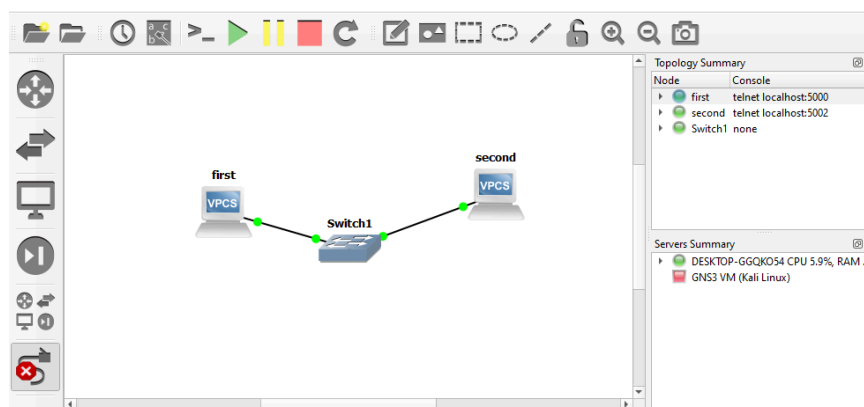 Topology Summary
Node Console
first telnet localhost:5000
second telnet localhost:5002
Switch1 none
second
VPCS
first
VPCS
Switch1
Servers Summary
DESKTOP-GGQKO54 CPU 5.9%, RAM
GNS3 VM (Kali Linux)